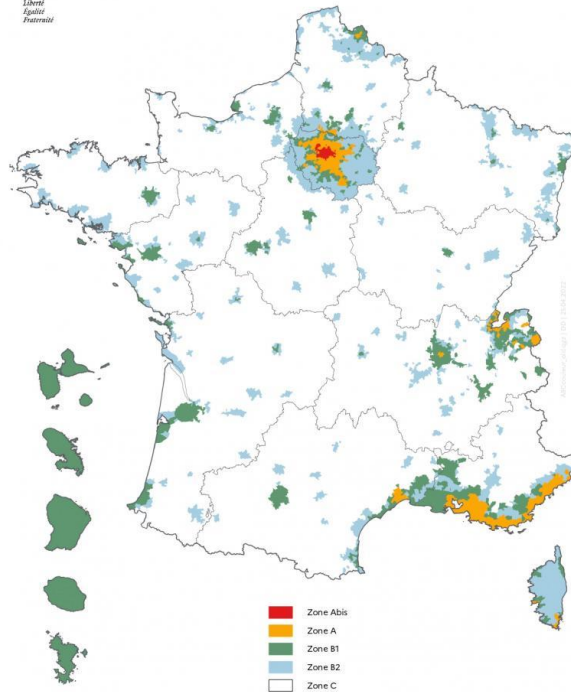 Liberté
Égalité
Fraternité
Zone Abis
Zone A
Zone B1
Zone B2
Zone C